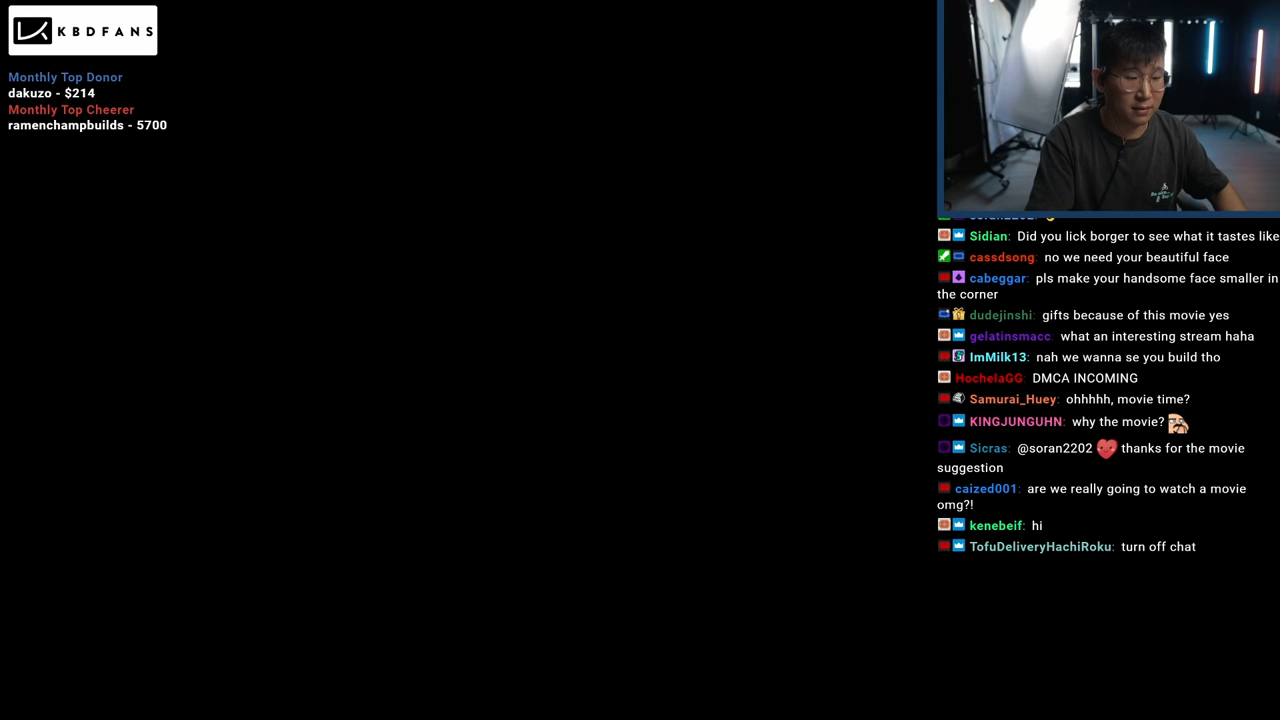 KBDFANS
Monthly Top Donor
dakuzo - $214
Monthly Top Cheerer
ramenchampbuilds - 5700
Sidian: Did you lick borger to see what it tastes like
cassdsong: no we need your beautiful face
cabeggar: pls make your handsome face smaller in
the corner
dudejinshi: gifts because of this movie yes
gelatinsmacc: what an interesting stream haha
ImMilk13: nah we wanna se you build tho
HochelaGG: DMCA INCOMING
Samurai_Huey: ohhhhh, movie time?
KINGJUNGUHN: why the movie?
Sicras: @soran2202 thanks for the movie
suggestion
caized001: are we really going to watch a movie
omg?!
kenebeif: hi
TofuDeliveryHachiRoku: turn off chat